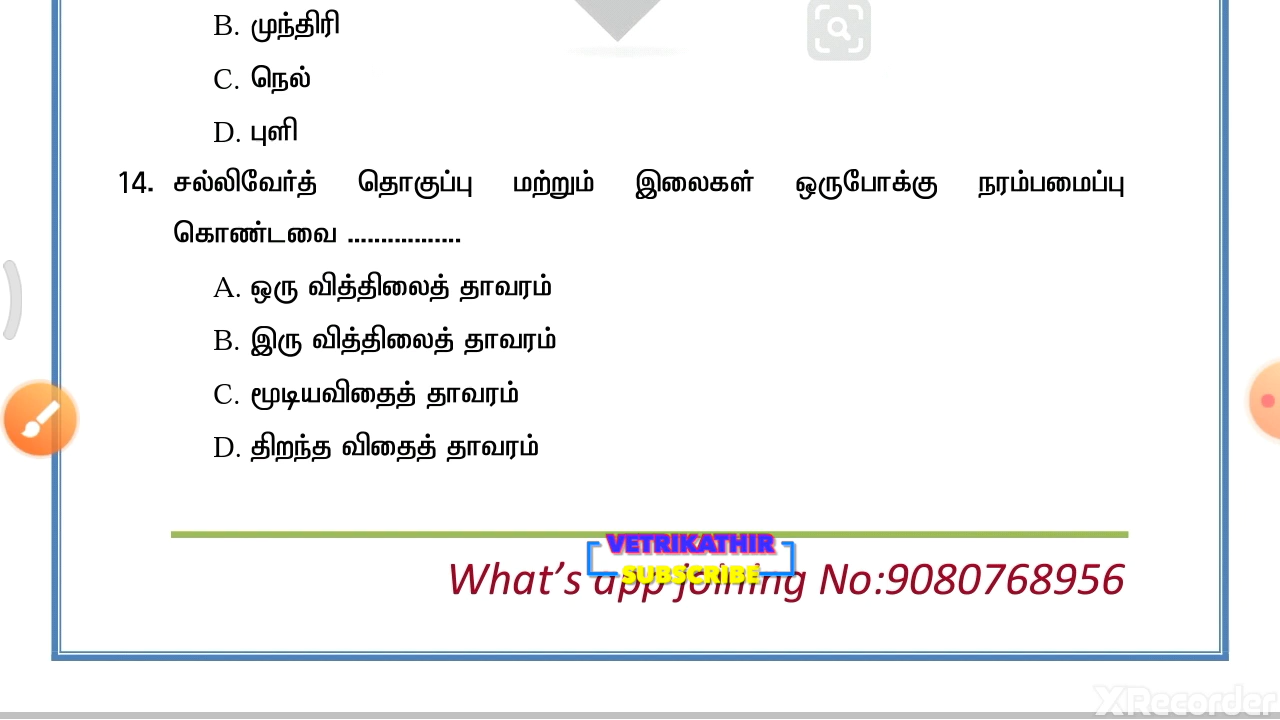 B. முந்திரி
C. நெல்
D. புளி
14. சல்லிவேர்த் தொகுப்பு மற்றும் இலைகள் ஒருபோக்கு நரம்பமைப்பு
கொண்டவை .................
A. ஒரு வித்திலைத் தாவரம்
B. இரு வித்திலைத் தாவரம்
C. மூடியவிதைத் தாவரம்
D. திறந்த விதைத் தாவரம்
VETRIKATHIR
SUBSCRIBE
What's app joining No:9080768956
XRecorder